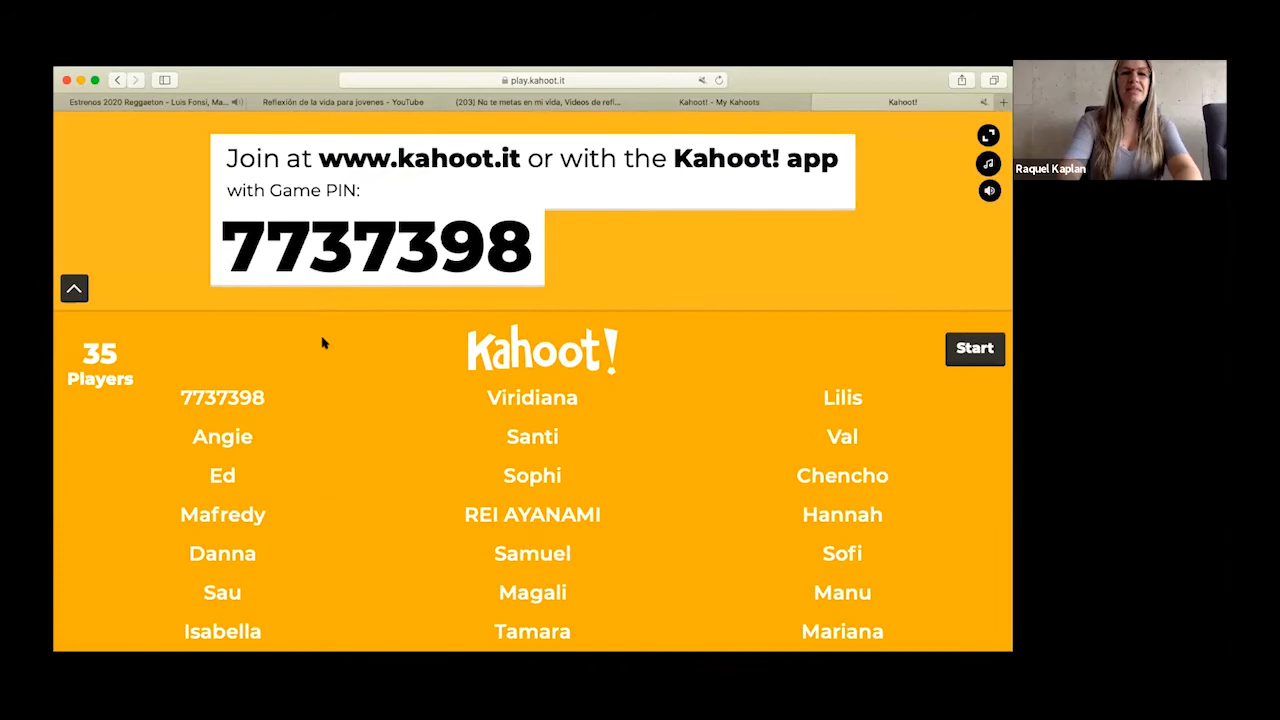 play.kahoot.it
Estrenos 2020 Reggaeton - Luis Fonsi, Ma...
Reflexión de la vida para jovenes - YouTube
(203) No te metas en mi vida, Videos de refl...
Kahoot! - My Kahoots
Kahoot!
Join at www.kahoot.it or with the Kahoot! app
with Game PIN:
7737398
Raquel Kaplan
35
Players
Kahoot!
Start
7737398 Viridiana Lilis
Angie Santi Val
Ed Sophi Chencho
Mafredy REI AYANAMI Hannah
Danna Samuel Sofi
Sau Magali Manu
Isabella Tamara Mariana